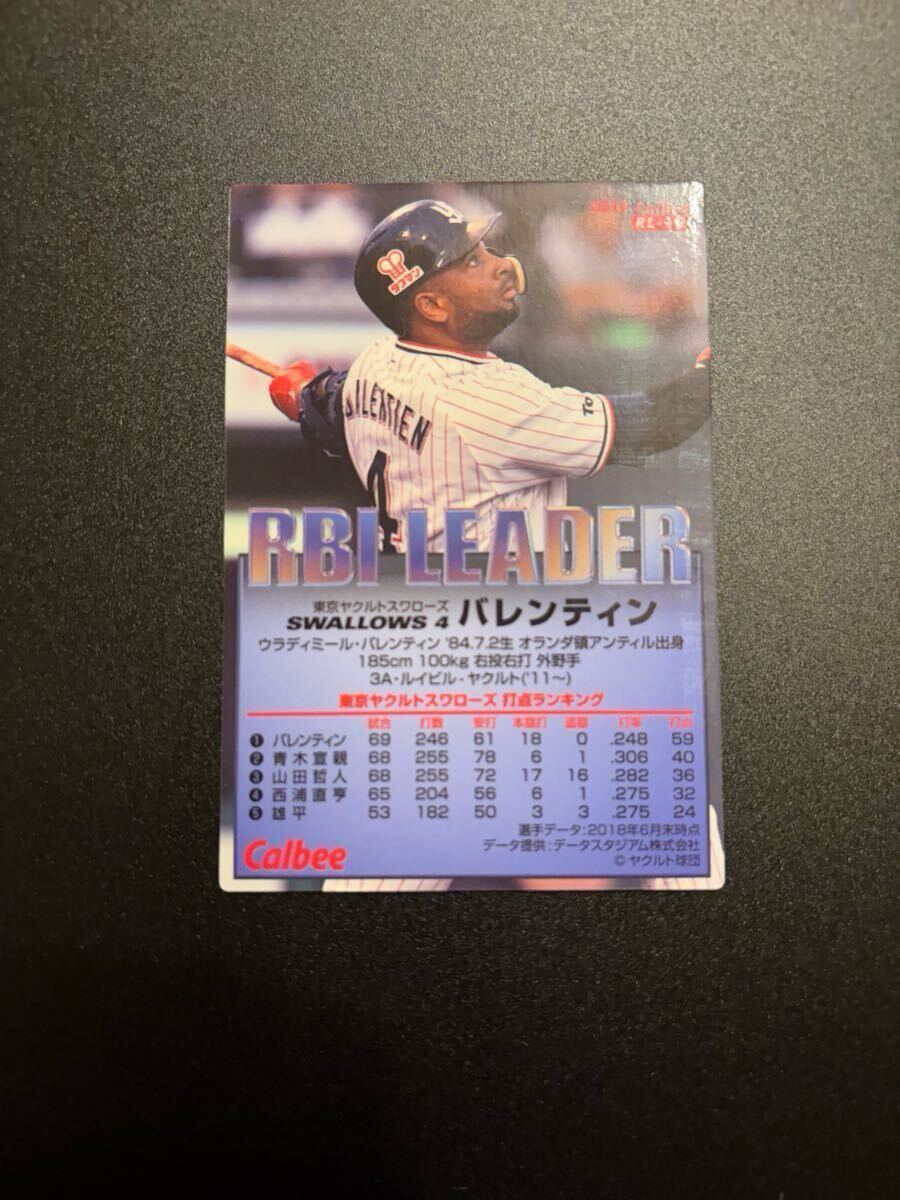 タフマン
VALENTIEN
4
To
RBI LEADER
東京ヤクルトスワローズ
SWALLOWS 4 バレンティン
ウラディミール・バレンティン '84.7.2生 オランダ領アンティル出身
185cm 100kg 右投右打 外野手
3A・ルイビル - ヤクルト('11〜)
東京ヤクルトスワローズ 打点ランキング
試合 打数 安打 本塁打 盗塁 打率 打点
❶ バレンティン 69 246 61 18 0 .248 59
❷ 青木宣親 68 255 78 6 1 .306 40
❸ 山田哲人 68 255 72 17 16 .282 36
❹ 西浦直亨 65 204 56 6 1 .275 32
❺ 雄平 53 182 50 3 3 .275 24
選手データ：2018年6月末時点
データ提供：データスタジアム株式会社
Calbee
© ヤクルト球団